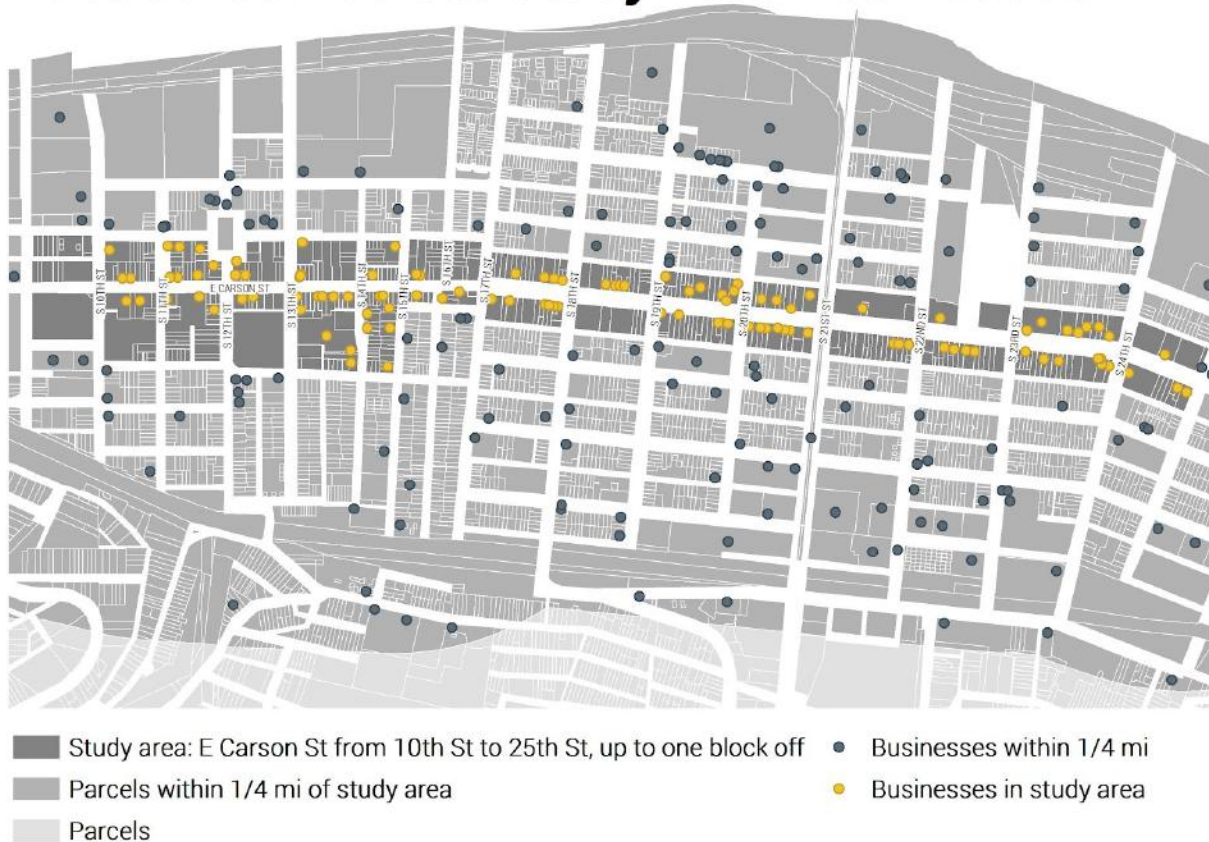 S 10TH ST
S 11TH ST
S 12TH ST
S 13TH ST
S 14TH ST
S 15TH ST
S 16TH ST
S 17TH ST
S 18TH ST
S 19TH ST
S 20TH ST
S 21ST ST
S 22ND ST
S 23RD ST
S 24TH ST
E CARSON ST
Study area: E Carson St from 10th St to 25th St, up to one block off
Businesses within 1/4 mi
Parcels within 1/4 mi of study area
Businesses in study area
Parcels